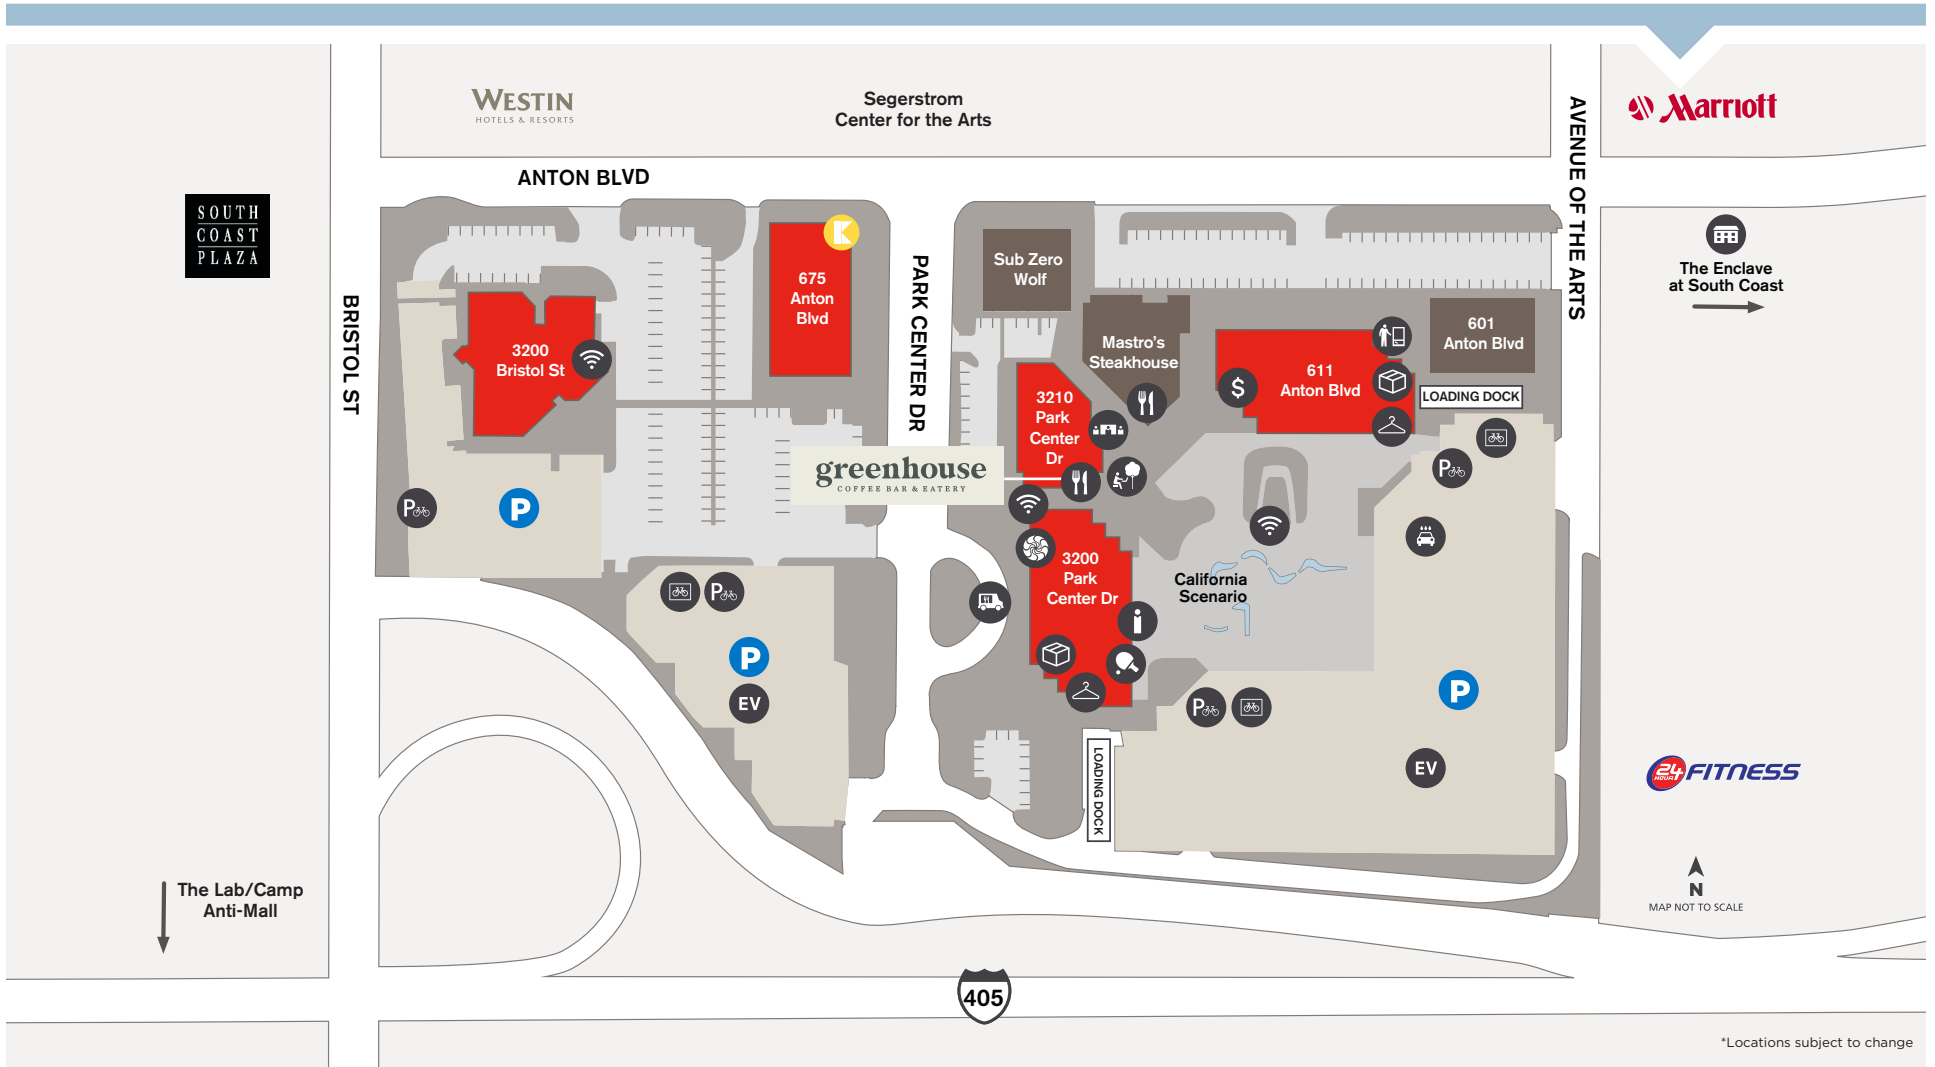 WESTIN
HOTELS & RESORTS
Segerstrom
Center for the Arts
AVENUE OF THE ARTS
Marriott
ANTON BLVD
SOUTH
COAST
PLAZA
BRISTOL ST
PARK CENTER DR
K
675
Anton
Blvd
Sub Zero
Wolf
The Enclave
at South Coast
3200
Bristol St
Mastro's
Steakhouse
601
Anton Blvd
$
611
Anton Blvd
LOADING DOCK
3210
Park
Center
Dr
greenhouse
COFFEE BAR & EATERY
P
P
P
3200
Park
Center Dr
California
Scenario
i
P
P
EV
P
P
EV
LOADING DOCK
24
HOUR
FITNESS
The Lab/Camp
Anti-Mall
N
MAP NOT TO SCALE
405
*Locations subject to change